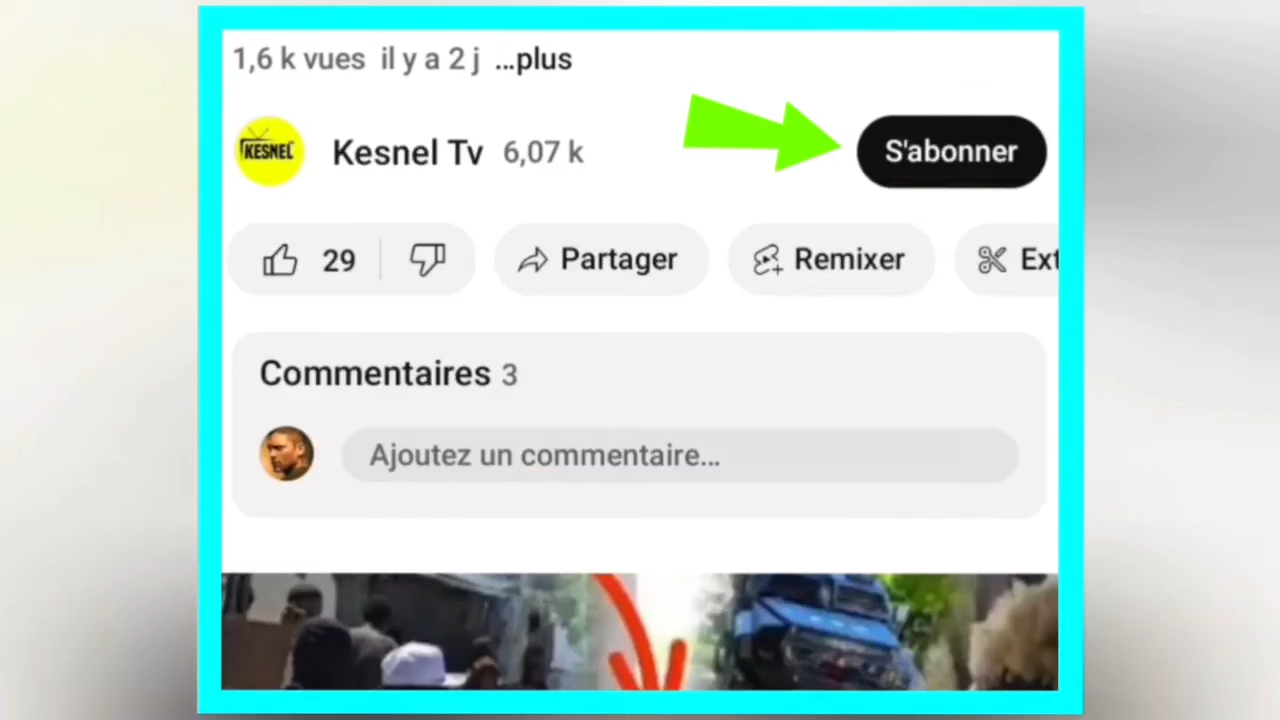 1,6 k vues il y a 2 j ...plus
KESNEL
Kesnel Tv 6,07 k
S'abonner
29
Partager
Remixer
Ext
Commentaires 3
Ajoutez un commentaire...